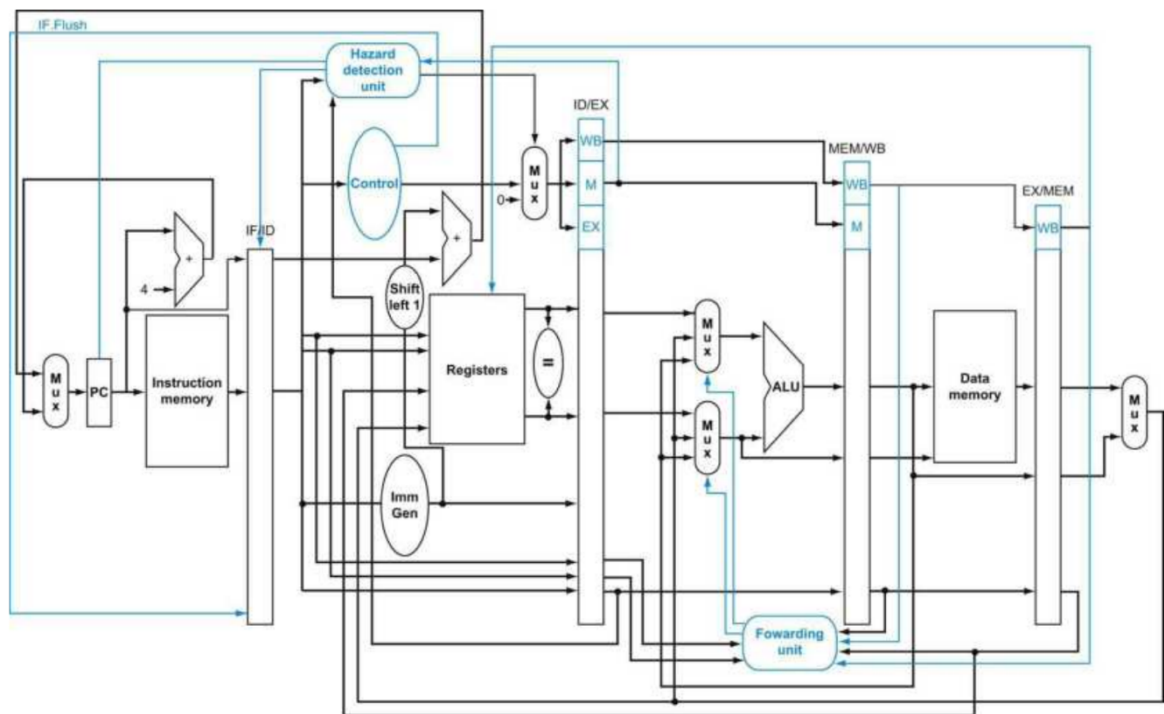 IF.Flush
Hazard
detection
unit
ID/EX
WB
MEM/WB
Control
M
u
x
M
WB
EX/MEM
0
IF/ID
EX
M
WB
+
+
4
Shift
left 1
M
u
x
M
u
x
PC
Instruction
memory
Registers
=
ALU
Data
memory
M
u
x
M
u
x
Imm
Gen
Fowarding
unit